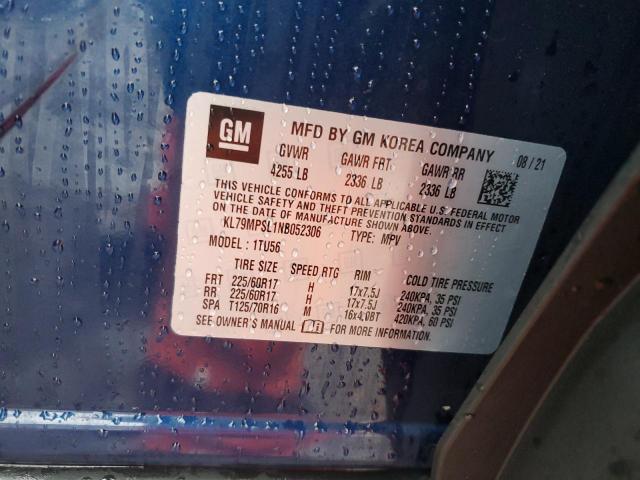 GM MFD BY GM KOREA COMPANY 08/21
GVWR GAWR FRT GAWR RR
4255 LB 2336 LB 2336 LB
THIS VEHICLE CONFORMS TO ALL APPLICABLE U.S. FEDERAL MOTOR
VEHICLE SAFETY AND THEFT PREVENTION STANDARDS IN EFFECT
ON THE DATE OF MANUFACTURE SHOWN ABOVE.
KL79MPSL1NB052306 TYPE: MPV
MODEL: 1TU56
TIRE SIZE SPEED RTG RIM COLD TIRE PRESSURE
FRT 225/60R17 H 17x7.5J 240KPA, 35 PSI
RR 225/60R17 H 17x7.5J 240KPA, 35 PSI
SPA T125/70R16 M 16x4.0BT 420KPA, 60 PSI
SEE OWNER'S MANUAL FOR MORE INFORMATION.